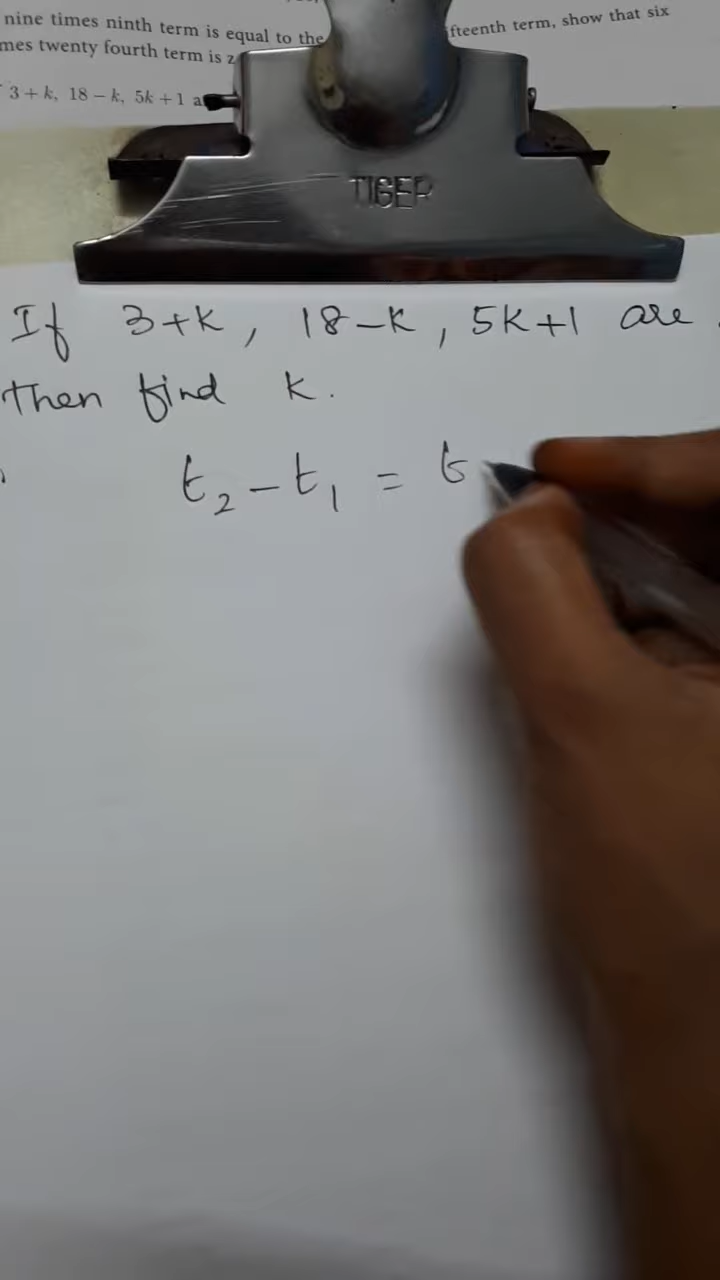 nine times ninth term is equal to the fteenth term, show that six
mes twenty fourth term is z
3 + k, 18 − k, 5k + 1 a
TIGER
If 3+k, 18-k, 5k+1 are
then find k.
t₂ - t₁ = t